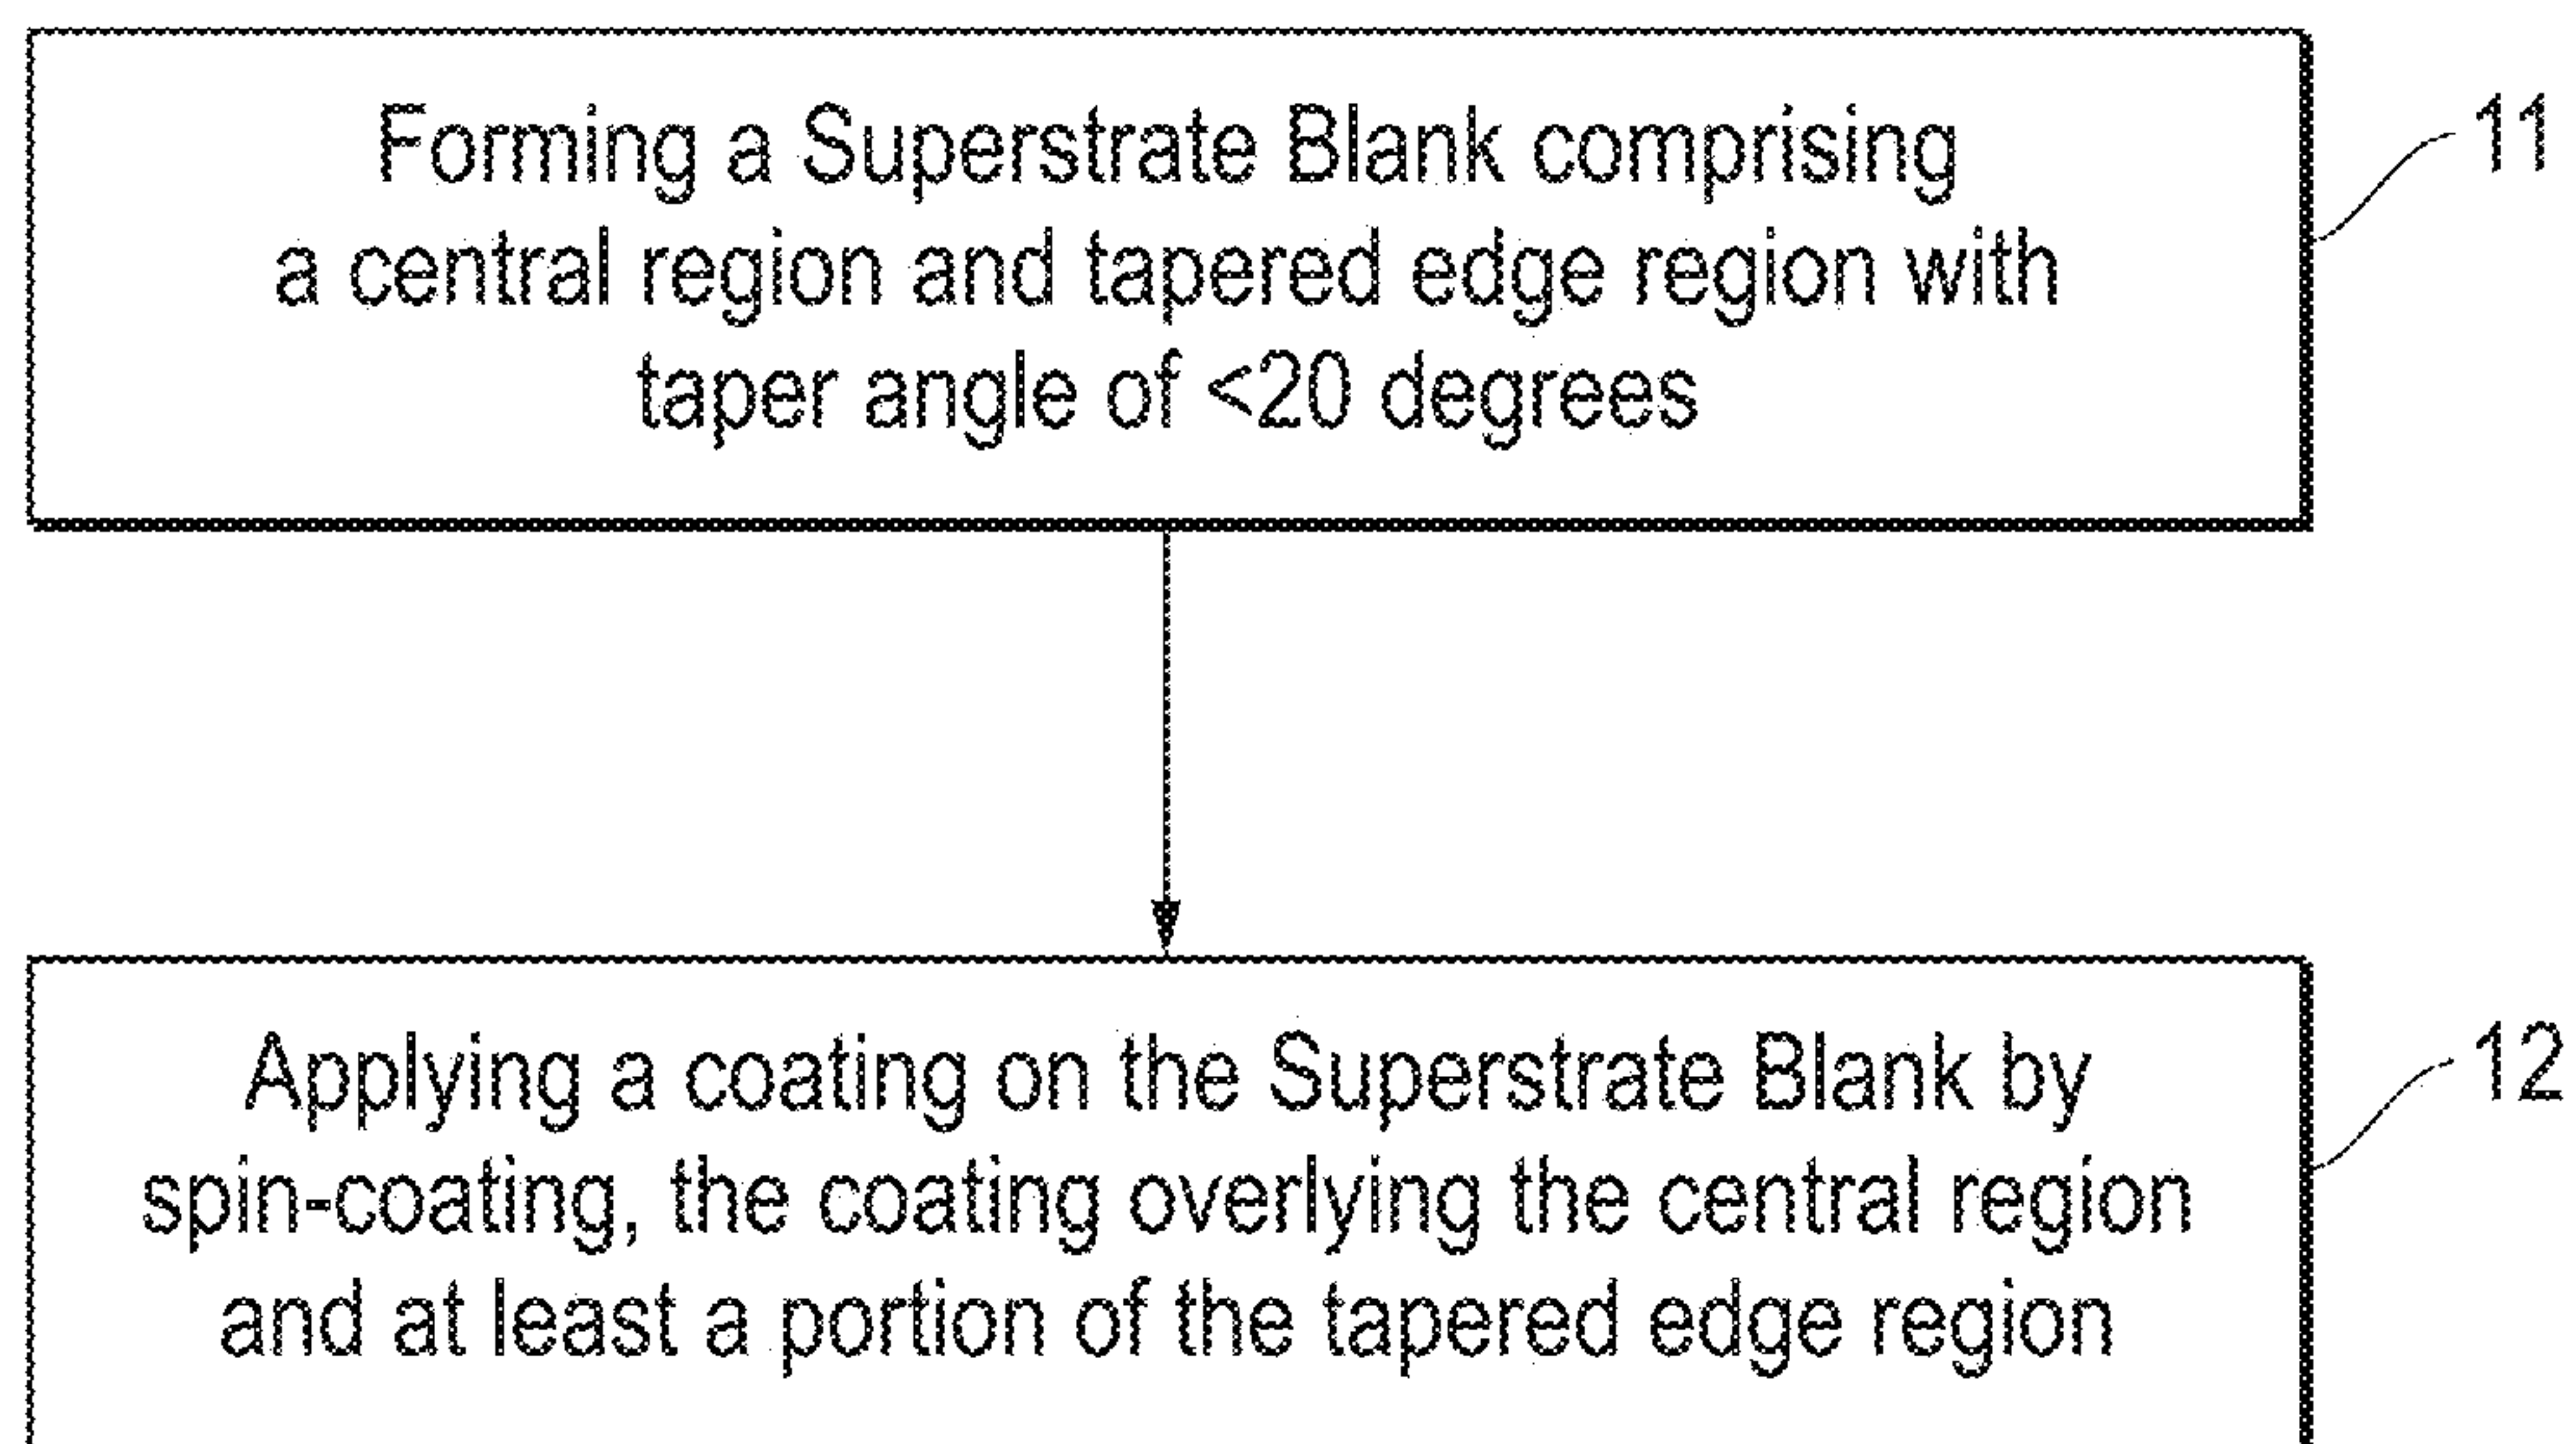 Forming a Superstrate Blank comprising
a central region and tapered edge region with
taper angle of <20 degrees
11
Applying a coating on the Superstrate Blank by
spin-coating, the coating overlying the central region
and at least a portion of the tapered edge region
12